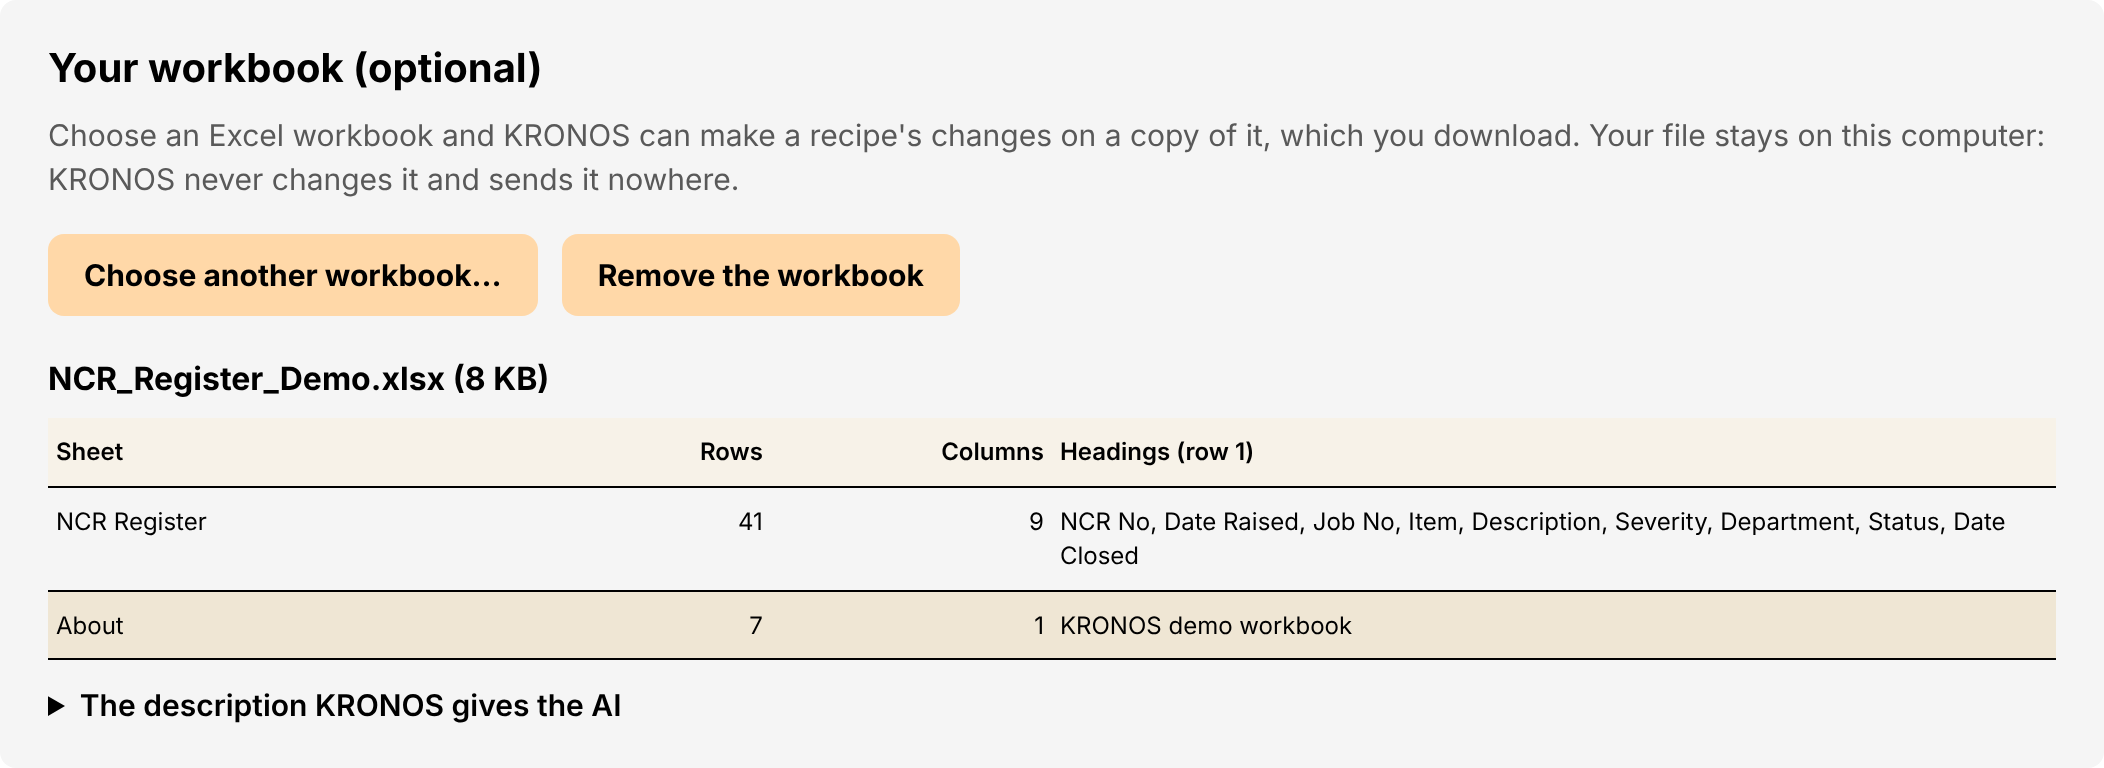 Your workbook (optional)
Choose an Excel workbook and KRONOS can make a recipe's changes on a copy of it, which you download. Your file stays on this computer:
KRONOS never changes it and sends it nowhere.
Choose another workbook...
Remove the workbook
NCR_Register_Demo.xlsx (8 KB)
Sheet Rows Columns Headings (row 1)
NCR Register 41 9 NCR No, Date Raised, Job No, Item, Description, Severity, Department, Status, Date
Closed
About 7 1 KRONOS demo workbook
The description KRONOS gives the AI